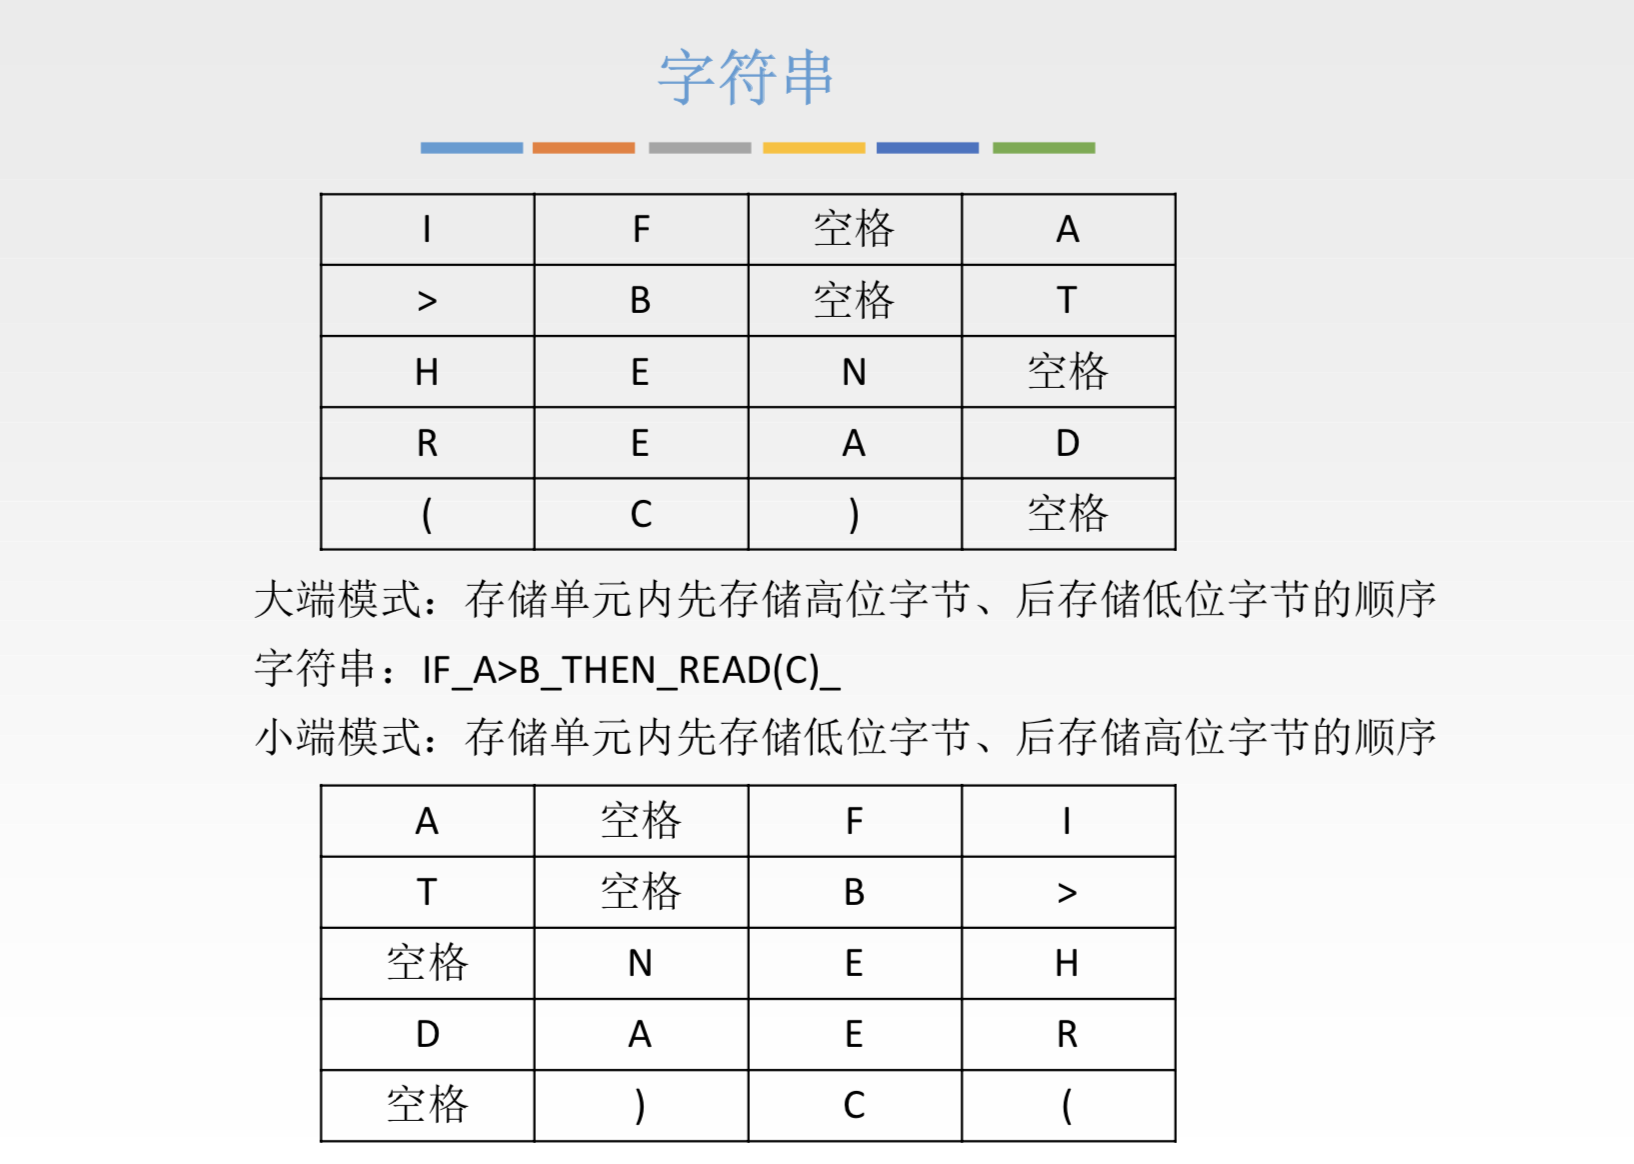 字符串
I F 空格 A
> B 空格 T
H E N 空格
R E A D
( C ) 空格
大端模式：存储单元内先存储高位字节、后存储低位字节的顺序
字符串：IF_A>B_THEN_READ(C)_
小端模式：存储单元内先存储低位字节、后存储高位字节的顺序
A 空格 F I
T 空格 B >
空格 N E H
D A E R
空格 ) C (